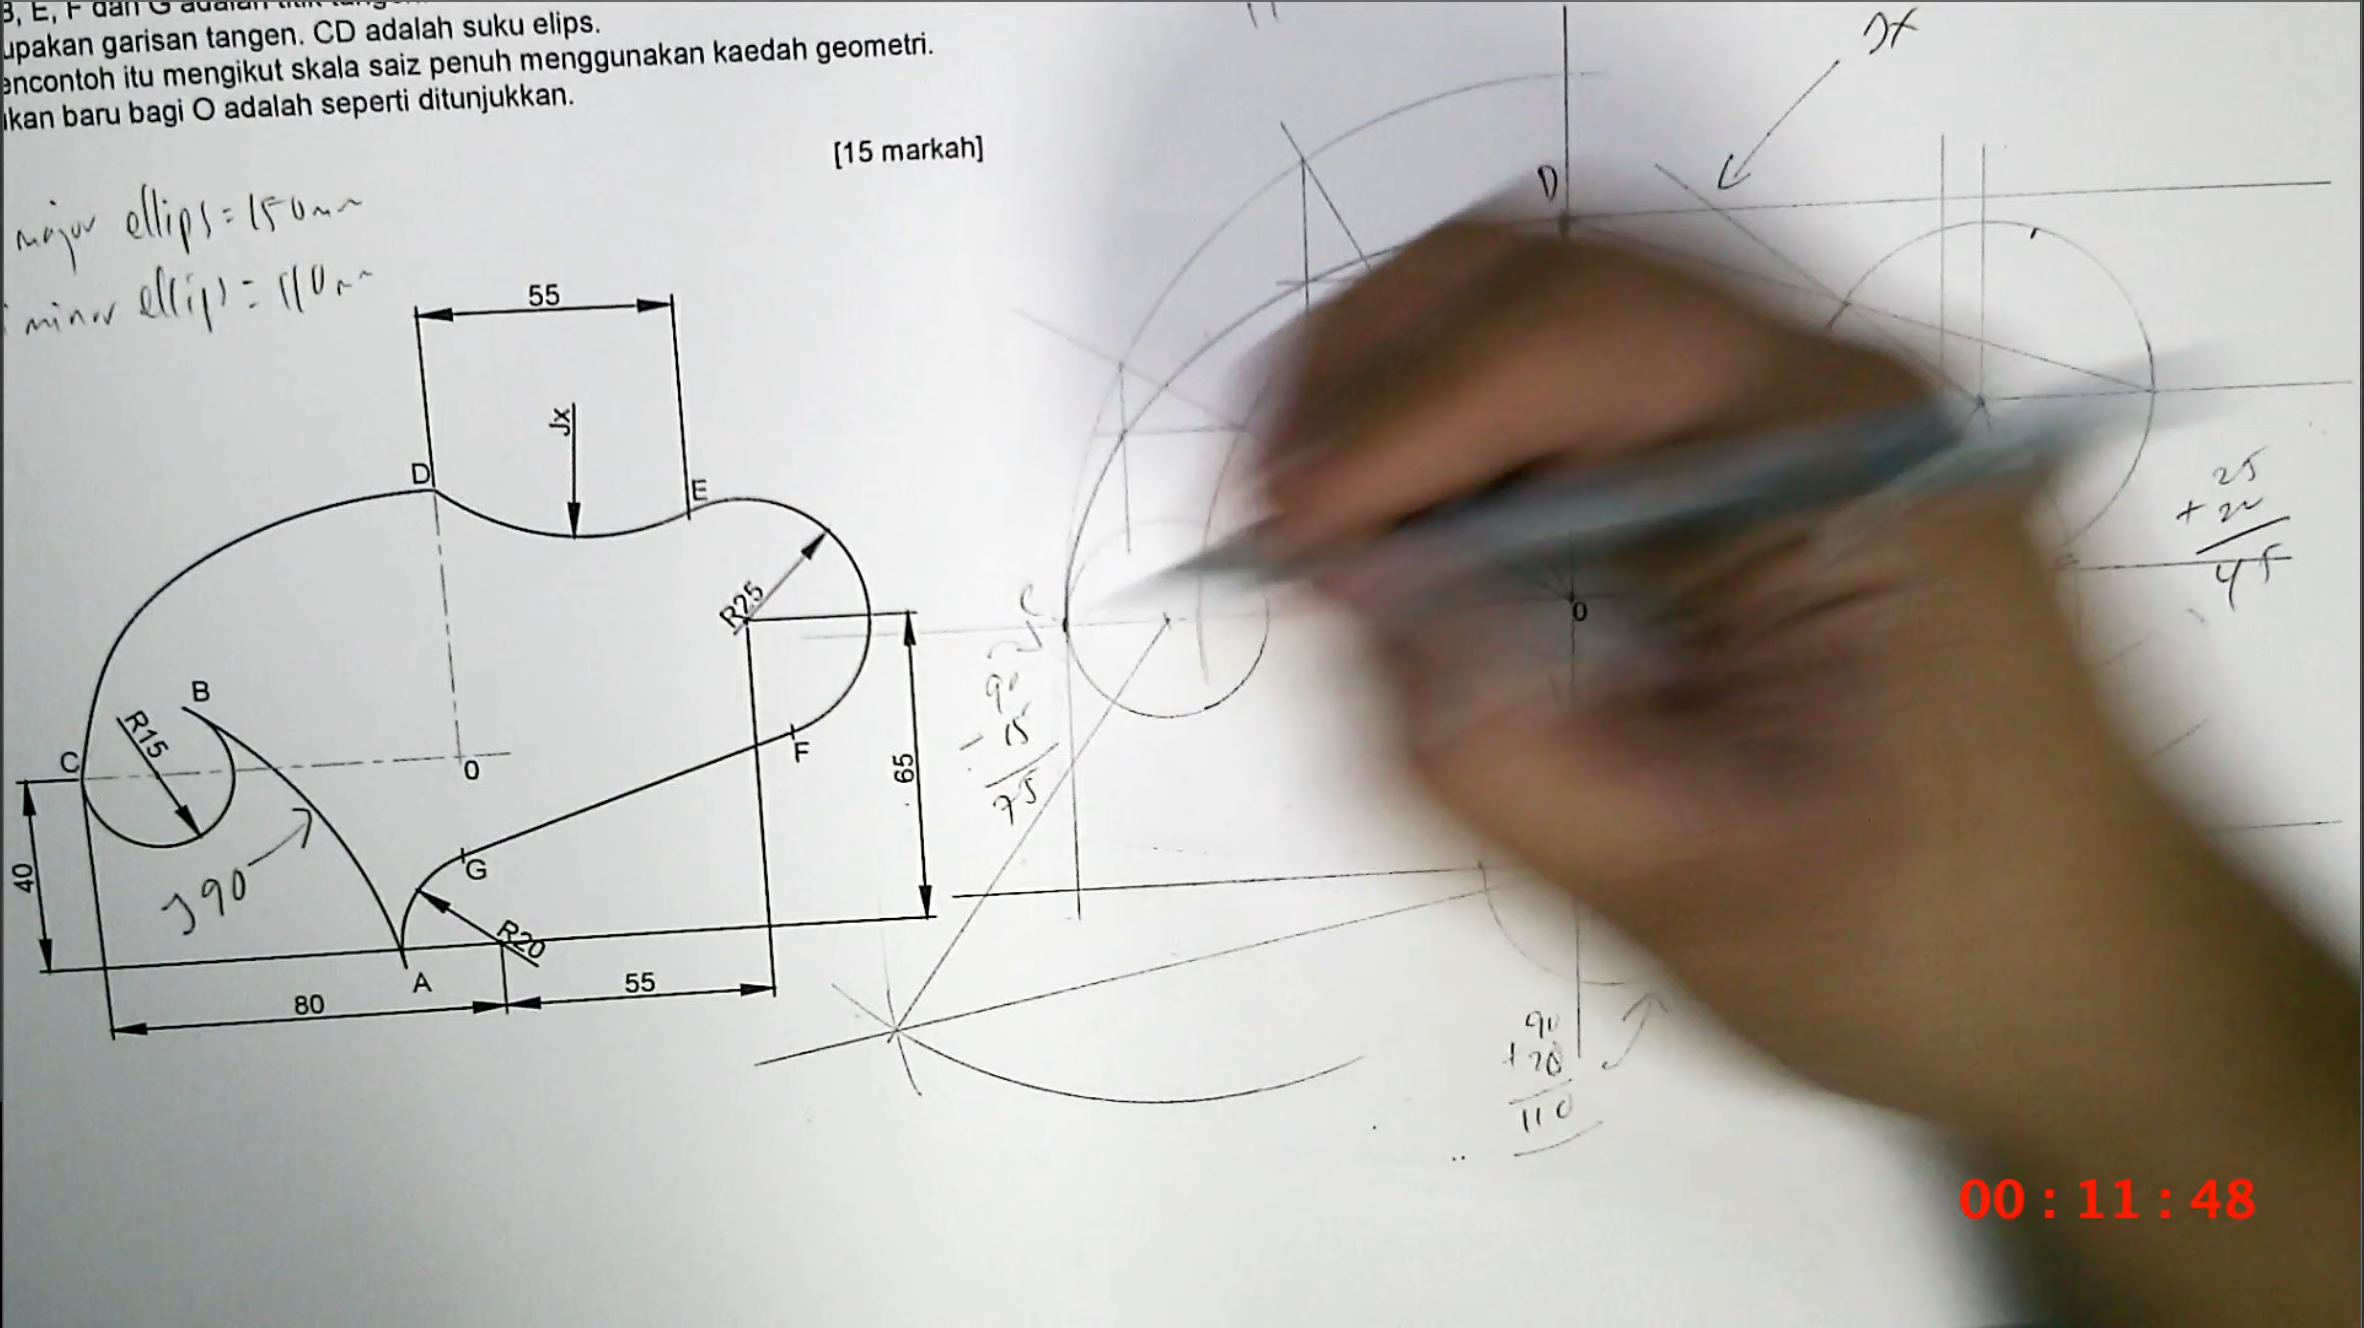 B, E, F dan G adalah titik
upakan garisan tangen. CD adalah suku elips.
encontoh itu mengikut skala saiz penuh menggunakan kaedah geometri.
kan baru bagi O adalah seperti ditunjukkan.
[15 markah]
major ellips = 150mm
minor ellips = 110mm
55
Jx
D
E
B
R15
R25
C
O
F
65
40
J90
G
R20
A
80
55
Jx
D
25
+ 20
45
O
C
90
- 15
75
90
+ 20
110
00 : 11 : 48